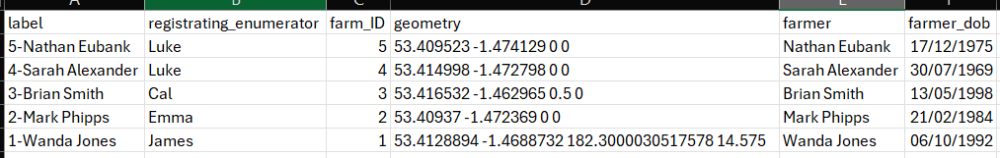 A B C D E F
label registrating_enumerator farm_ID geometry farmer farmer_dob
5-Nathan Eubank Luke 5 53.409523 -1.474129 0 0 Nathan Eubank 17/12/1975
4-Sarah Alexander Luke 4 53.414998 -1.472798 0 0 Sarah Alexander 30/07/1969
3-Brian Smith Cal 3 53.416532 -1.462965 0.5 0 Brian Smith 13/05/1998
2-Mark Phipps Emma 2 53.40937 -1.472369 0 0 Mark Phipps 21/02/1984
1-Wanda Jones James 1 53.4128894 -1.4688732 182.3000030517578 14.575 Wanda Jones 06/10/1992